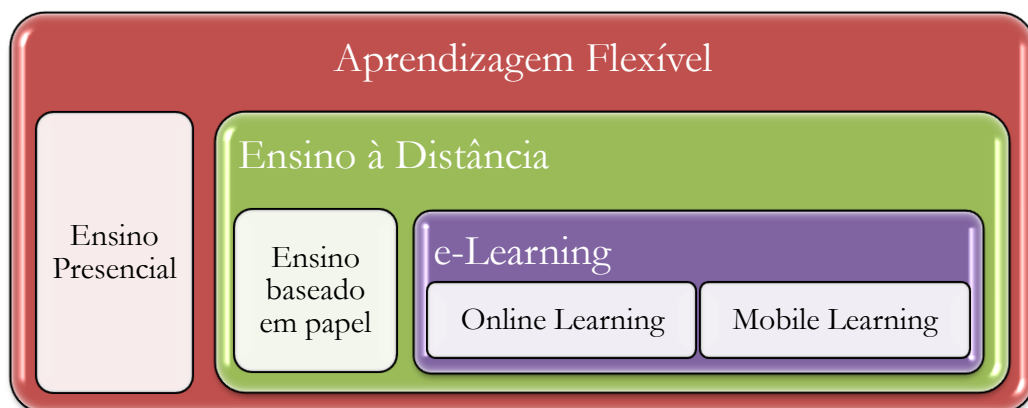 Aprendizagem Flexível
Ensino à Distância
Ensino
Presencial
Ensino
baseado
em papel
e-Learning
Online Learning
Mobile Learning